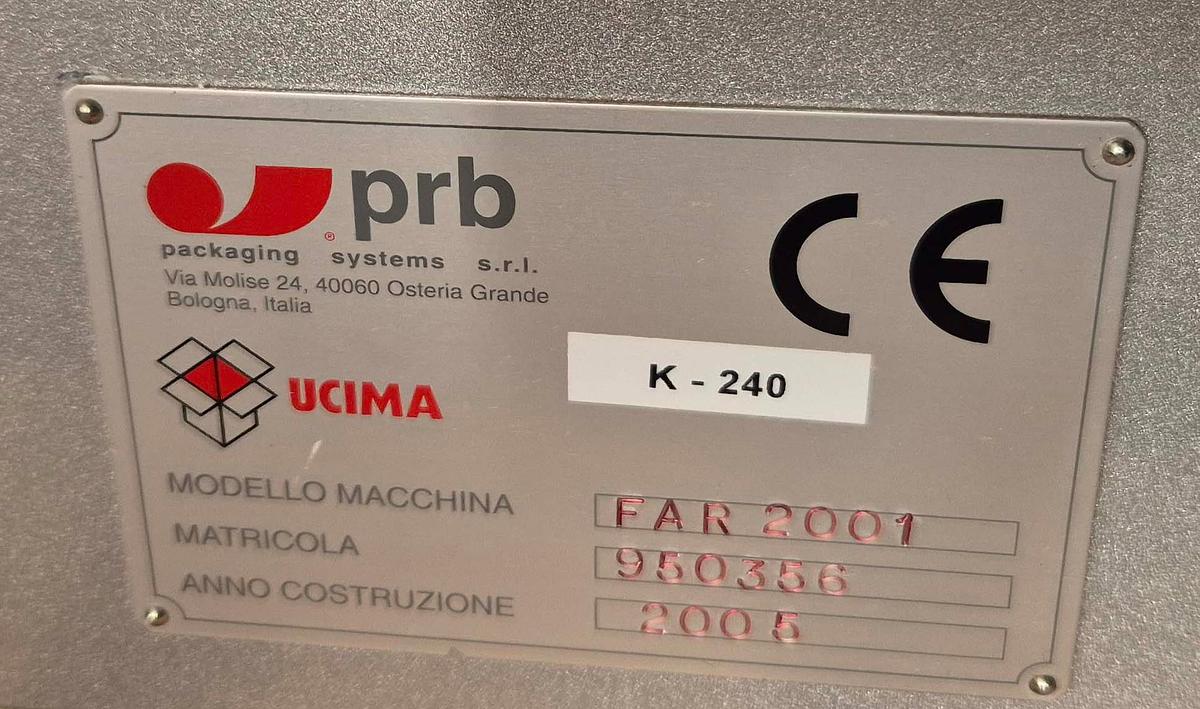 prb
®
packaging systems s.r.l.
Via Molise 24, 40060 Osteria Grande
Bologna, Italia
CE
K - 240
UCIMA
MODELLO MACCHINA FAR 2001
MATRICOLA 950356
ANNO COSTRUZIONE 2005